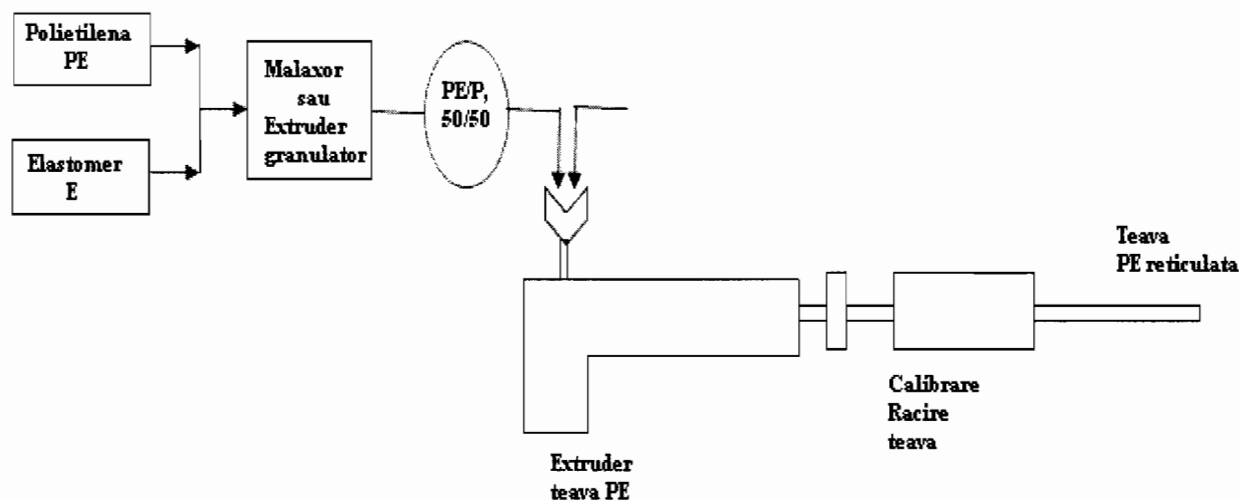 Polietilena
PE
Elastomer
E
Malaxor
sau
Extruder
granulator
PE/P,
50/50
Teava
PE reticulata
Calibrare
Racire
teava
Extruder
teava PE